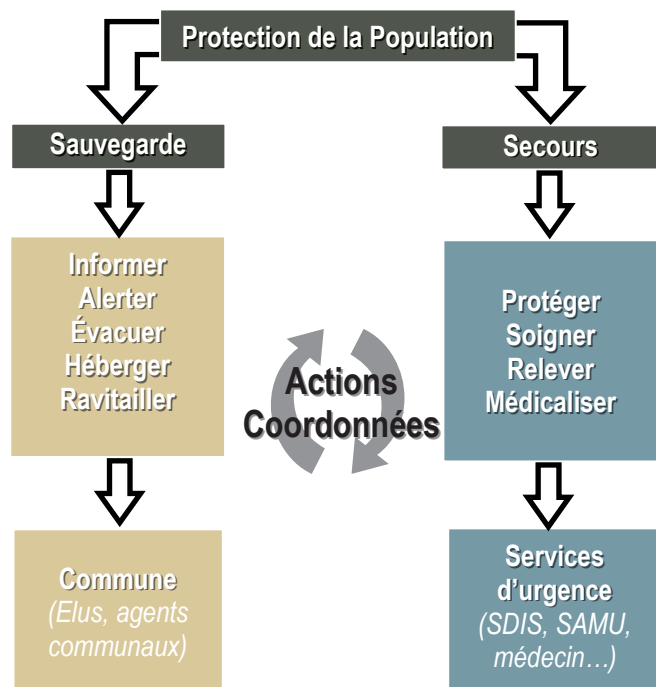 Protection de la Population
Sauvegarde
Secours
Informer
Alerter
Évacuer
Héberger
Ravitailler
Protéger
Soigner
Relever
Médicaliser
Actions
Coordonnées
Commune
(Elus, agents
communaux)
Services
d’urgence
(SDIS, SAMU,
médecin…)